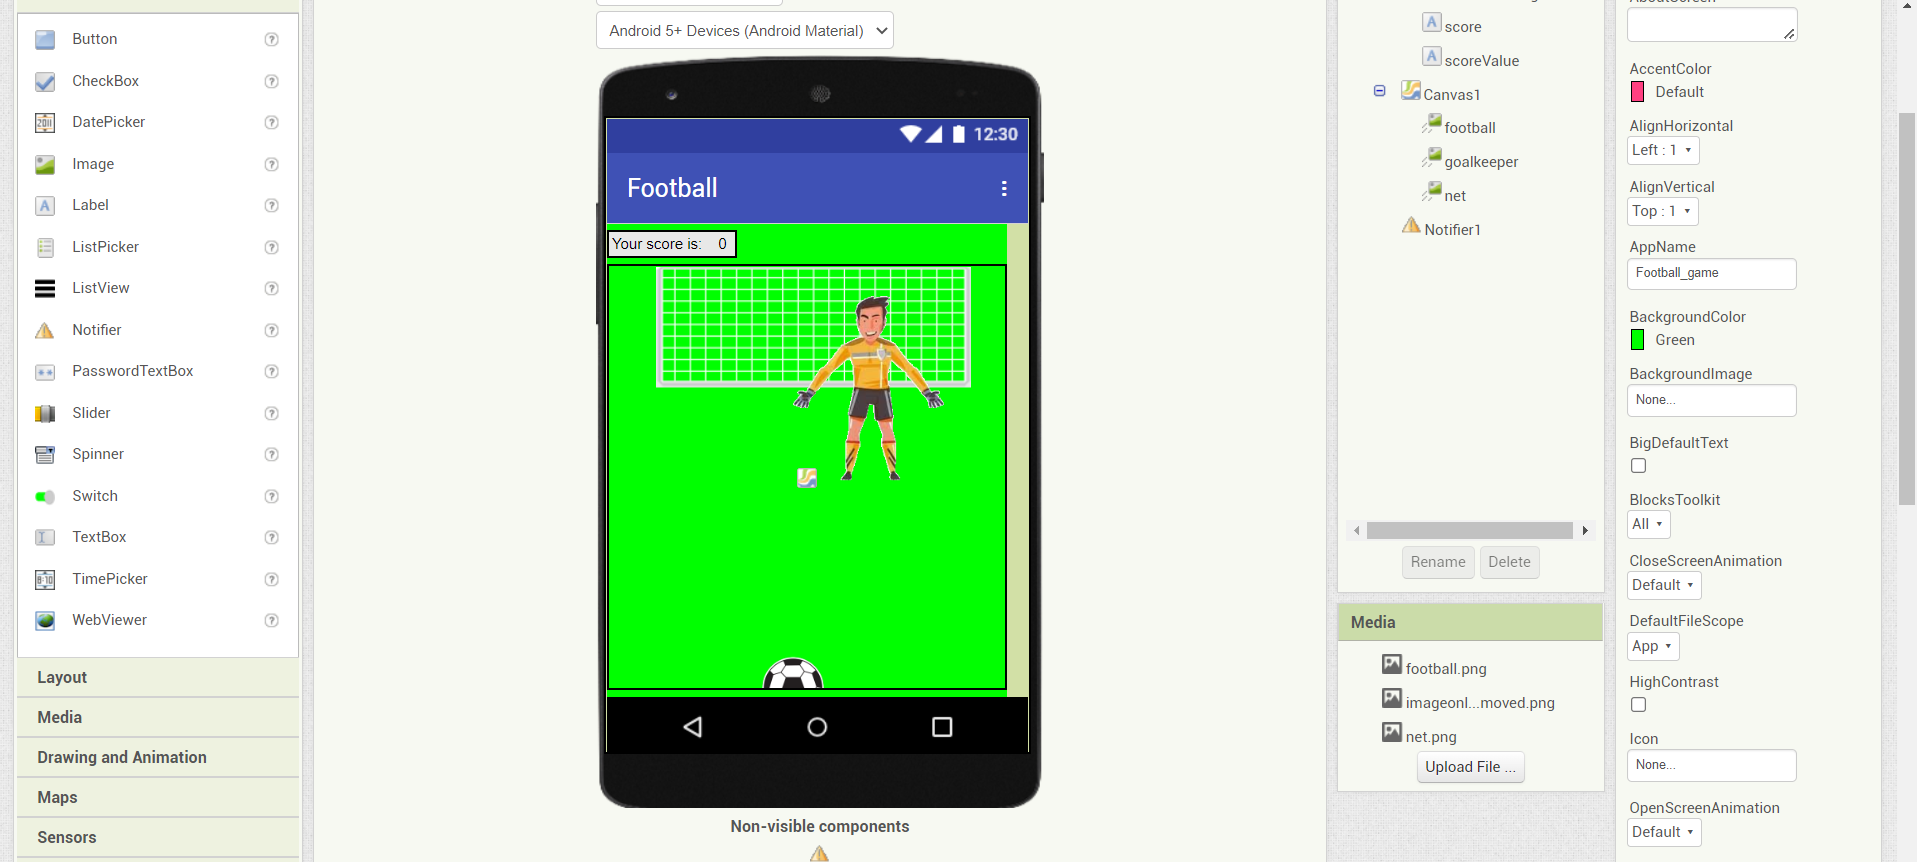 Button
CheckBox
DatePicker
Image
Label
ListPicker
ListView
Notifier
PasswordTextBox
Slider
Spinner
Switch
TextBox
TimePicker
WebViewer
Layout
Media
Drawing and Animation
Maps
Sensors
Android 5+ Devices (Android Material)
12:30
Football
Your score is: 0
Non-visible components
score
scoreValue
Canvas1
football
goalkeeper
net
Notifier1
Rename Delete
Media
football.png
imageonl...moved.png
net.png
Upload File ...
AccentColor
Default
AlignHorizontal
Left : 1
AlignVertical
Top : 1
AppName
Football_game
BackgroundColor
Green
BackgroundImage
None...
BigDefaultText
BlocksToolkit
All
CloseScreenAnimation
Default
DefaultFileScope
App
HighContrast
Icon
None...
OpenScreenAnimation
Default